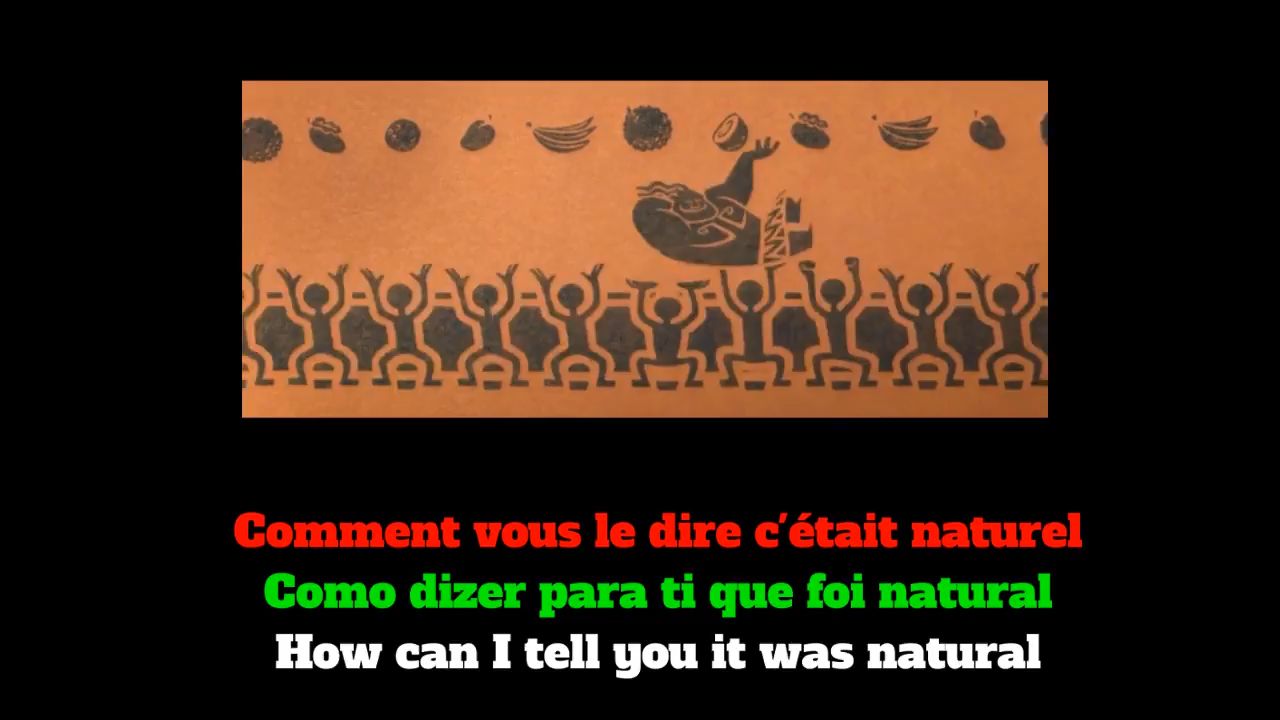 Comment vous le dire c'était naturel
Como dizer para ti que foi natural
How can I tell you it was natural